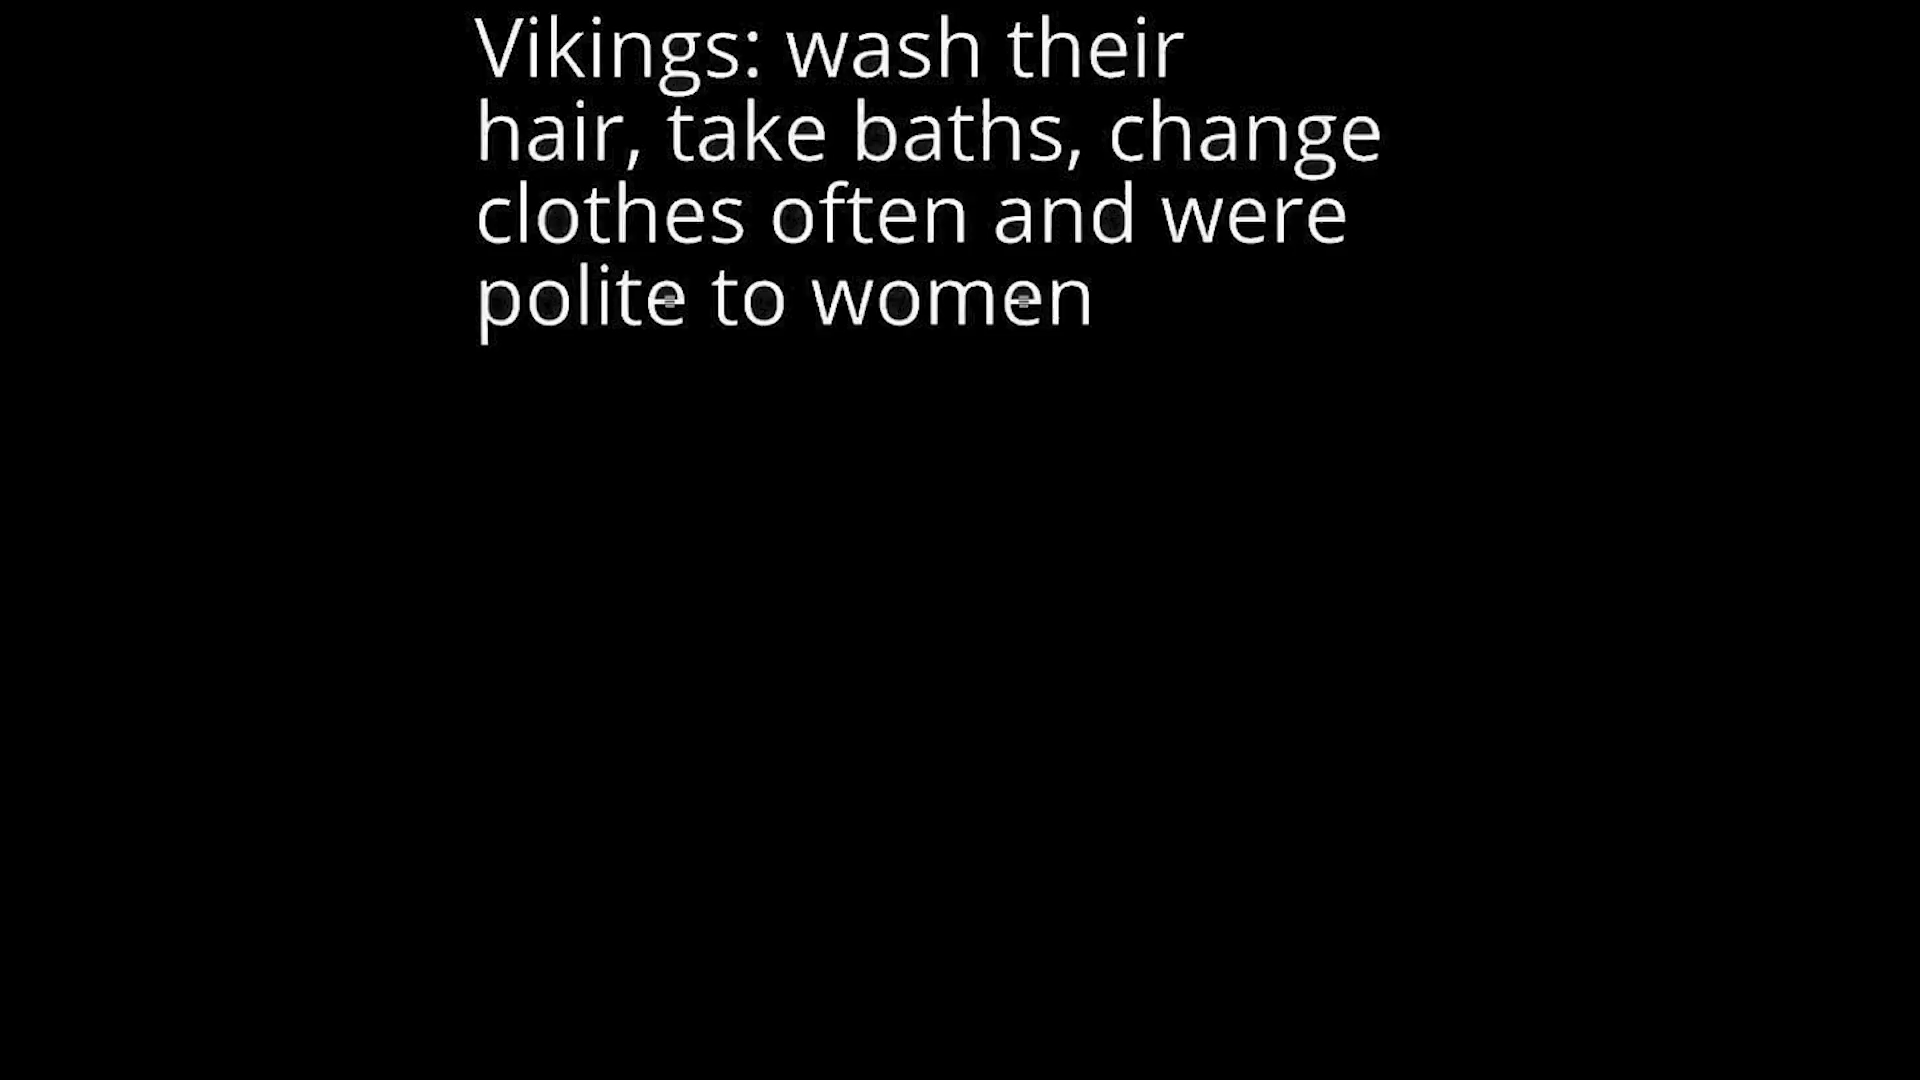 Vikings: wash their
hair, take baths, change
clothes often and were
polite to women